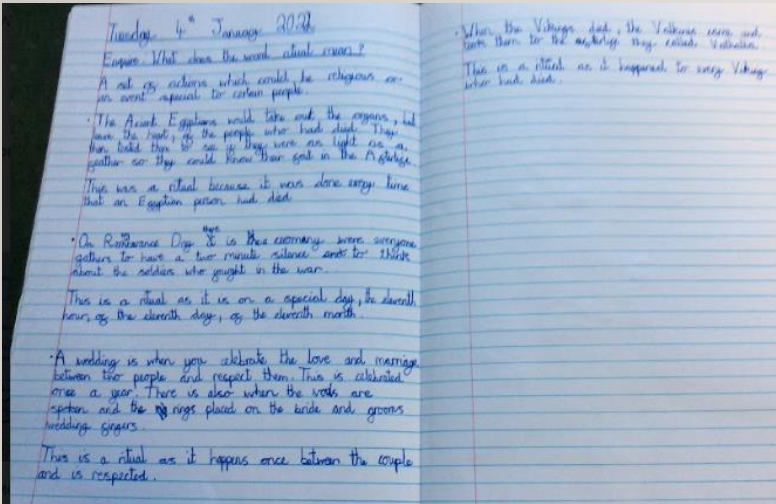 Tuesday 4th January 2022
Enquire: What does the word ritual mean?
A set of actions which could be religious or
an event special to certain people.
· The Acient Egyptians would take out the organs, but
leave the heart, of the people who had died. They
then tested them to see if they were as light as a
feather so they could know their fate in the Afterlife
This was a ritual because it was done every time
that an Egyptian person had died
· On Rememberance Day there is a ceromony were everyone
gathers to have a two minute silence and to think
about the soldiers who fought in the war.
This is a ritual as it is on a special day, the eleventh
hour, of the eleventh day, of the eleventh month.
· A wedding is when you celebrate the love and marriage
between two people and respect them. This is celebrated
once a year. There is also when the vows are
spoken and the rings placed on the bride and grooms
wedding fingers.
This is a ritual as it happens once between the couple
and is respected.
· When the Vikings died, the Valkyries came and
took them to the afterlife they called Valhalla.
This is a ritual as it happened to every Viking
who had died.